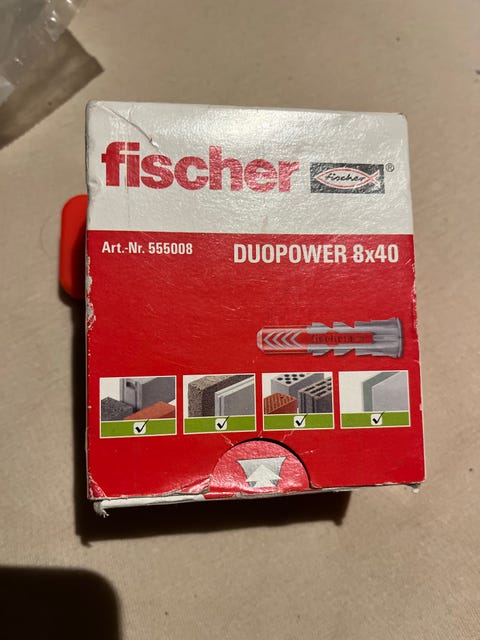 fischer
fischer ®
Art.-Nr. 555008
DUOPOWER 8x40
fischer